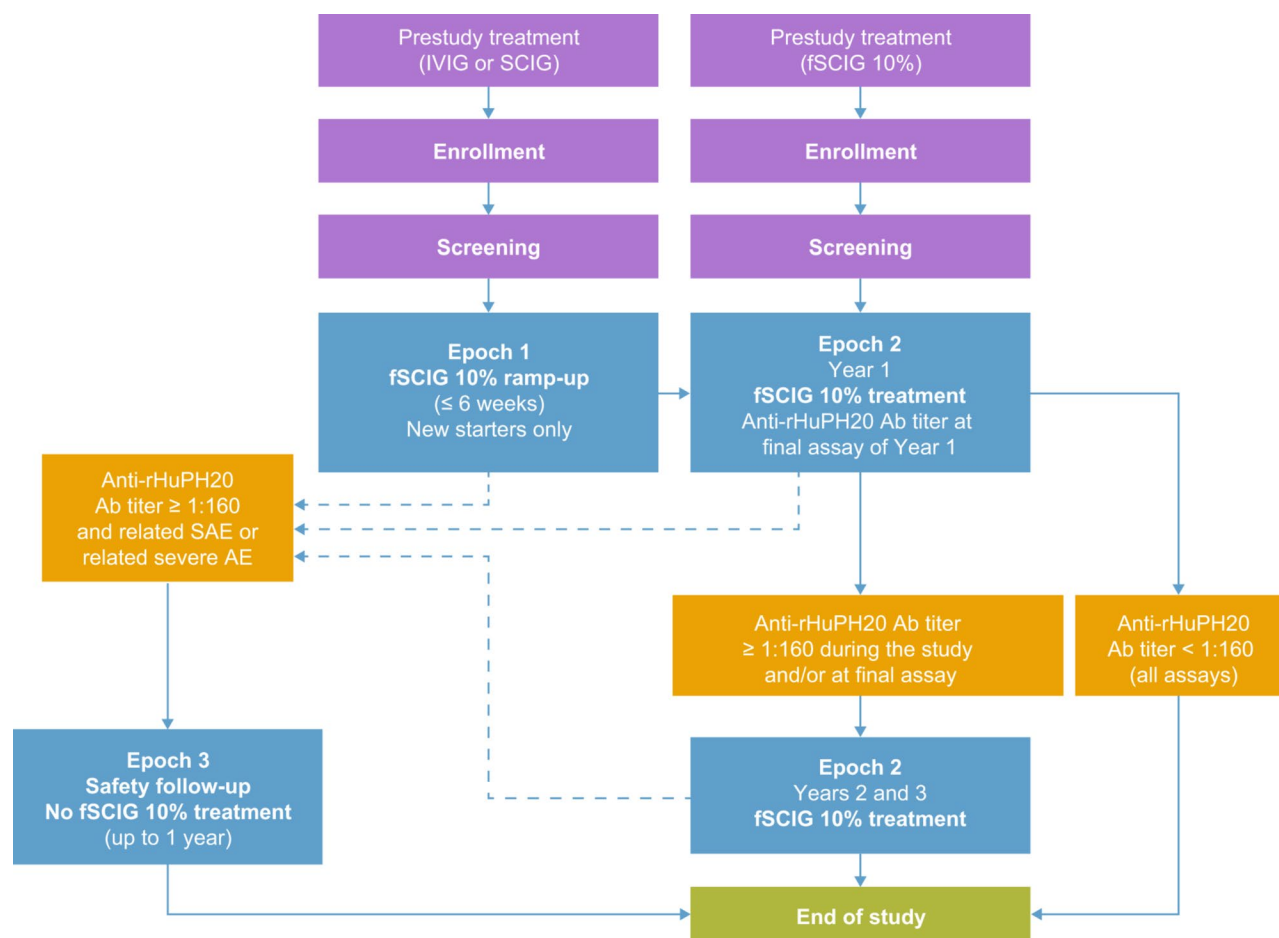 Prestudy treatment
(IVIG or SCIG)
Prestudy treatment
(fSCIG 10%)
Enrollment
Enrollment
Screening
Screening
Epoch 1
fSCIG 10% ramp-up
(≤ 6 weeks)
New starters only
Epoch 2
Year 1
fSCIG 10% treatment
Anti-rHuPH20 Ab titer at
final assay of Year 1
Anti-rHuPH20
Ab titer ≥ 1:160
and related SAE or
related severe AE
Anti-rHuPH20 Ab titer
≥ 1:160 during the study
and/or at final assay
Anti-rHuPH20
Ab titer < 1:160
(all assays)
Epoch 3
Safety follow-up
No fSCIG 10% treatment
(up to 1 year)
Epoch 2
Years 2 and 3
fSCIG 10% treatment
End of study